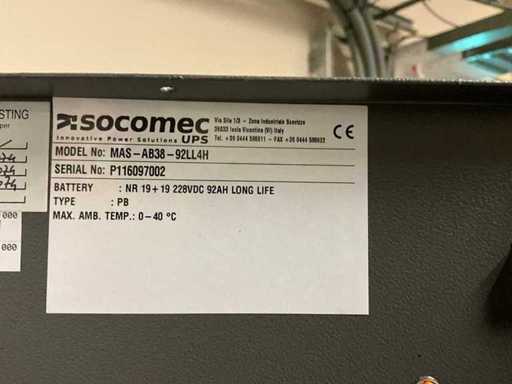 socomec
UPS
Innovative Power Solutions
Via Sila 1/3 - Zona Industriale Scovizze
36033 Isola Vicentina (VI) Italy
Tel. +39 0444 598611 - FAX +39 0444 598622
CE
MODEL No: MAS-AB38-92LL4H
SERIAL No: P116097002
BATTERY : NR 19+19 228VDC 92AH LONG LIFE
TYPE : PB
MAX. AMB. TEMP.: 0-40 ºC
STING
000
000